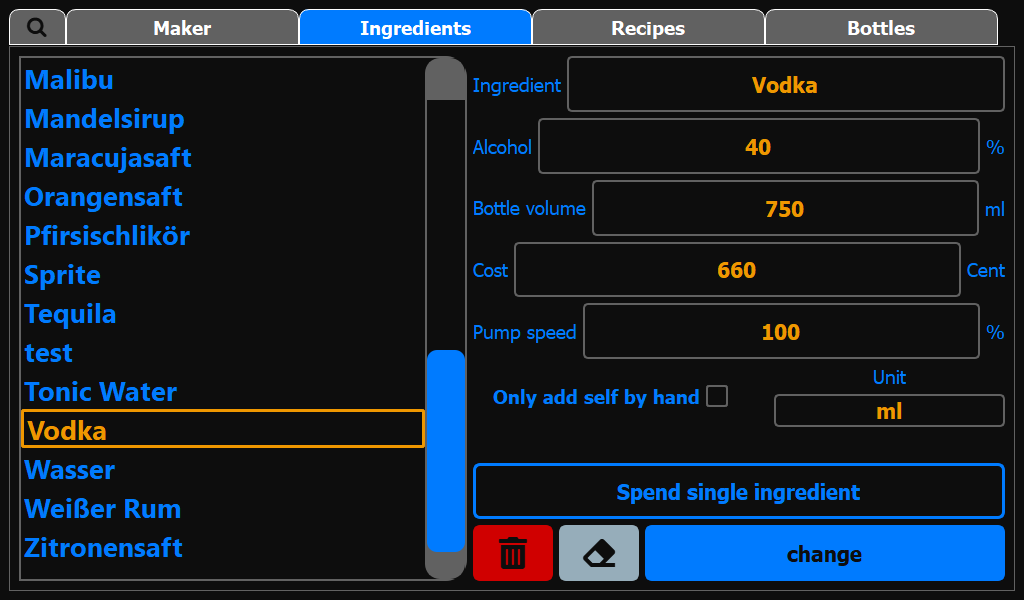 Maker
Ingredients
Recipes
Bottles
Malibu
Mandelsirup
Maracujasaft
Orangensaft
Pfirsischlikör
Sprite
Tequila
test
Tonic Water
Vodka
Wasser
Weißer Rum
Zitronensaft
Ingredient Vodka
Alcohol 40 %
Bottle volume 750 ml
Cost 660 Cent
Pump speed 100 %
Only add self by hand
Unit
ml
Spend single ingredient
change